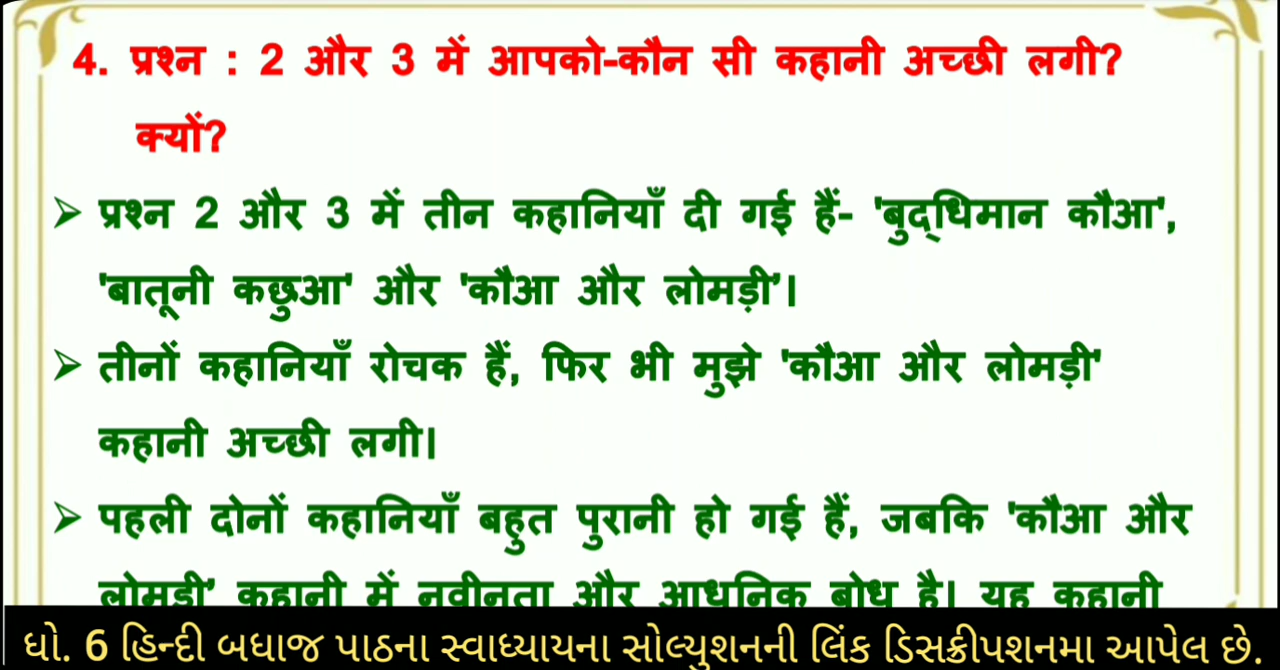 4. प्रश्न : 2 और 3 में आपको-कौन सी कहानी अच्छी लगी?
क्यों?
➢ प्रश्न 2 और 3 में तीन कहानियाँ दी गई हैं- 'बुद्‌धिमान कौआ',
'बातूनी कछुआ' और 'कौआ और लोमड़ी'।
➢ तीनों कहानियाँ रोचक हैं, फिर भी मुझे 'कौआ और लोमड़ी'
कहानी अच्छी लगी।
➢ पहली दोनों कहानियाँ बहुत पुरानी हो गई हैं, जबकि 'कौआ और
लोमड़ी' कहानी में नवीनता और आधुनिक बोध है। यह कहानी
ધો. 6 હિન્દી બધાજ પાઠના સ્વાધ્યાયના સોલ્યુશનની લિંક ડિસક્રીપશનમા આપેલ છે.